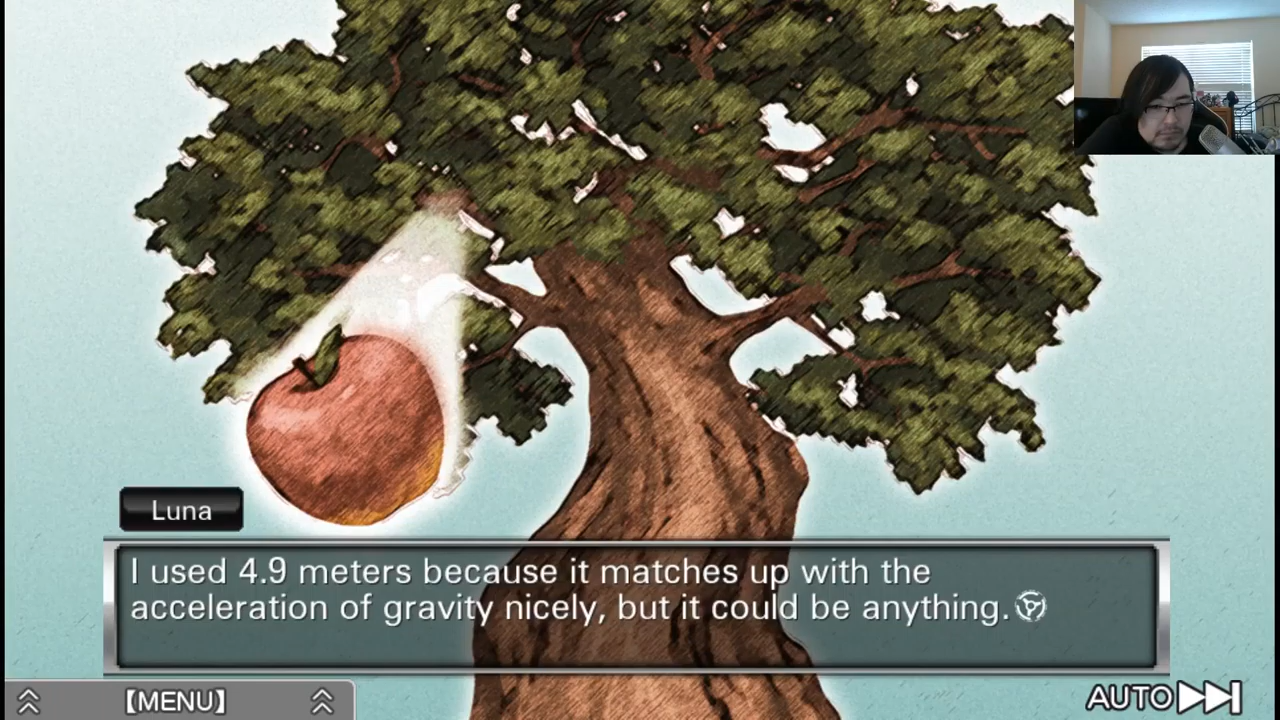 Luna
I used 4.9 meters because it matches up with the
acceleration of gravity nicely, but it could be anything.
【MENU】
AUTO